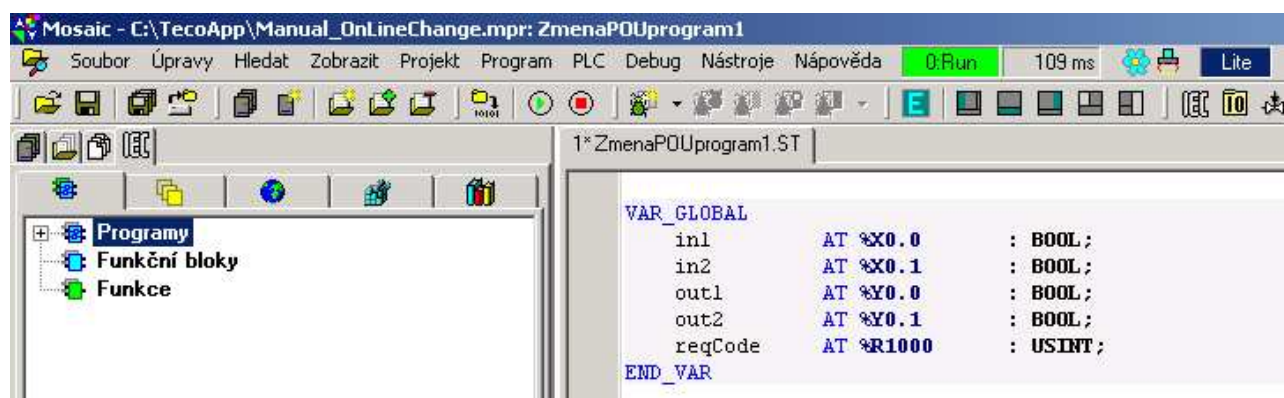 Mosaic - C:\TecoApp\Manual_OnLineChange.mpr: ZmenaPOUprogram1
Soubor Úpravy Hledat Zobrazit Projekt Program PLC Debug Nástroje Nápověda 0:Run 109 ms Lite
1* ZmenaPOUprogram1.ST
Programy
Funkční bloky
Funkce
VAR_GLOBAL
in1 AT %X0.0 : BOOL;
in2 AT %X0.1 : BOOL;
out1 AT %Y0.0 : BOOL;
out2 AT %Y0.1 : BOOL;
reqCode AT %R1000 : USINT;
END_VAR